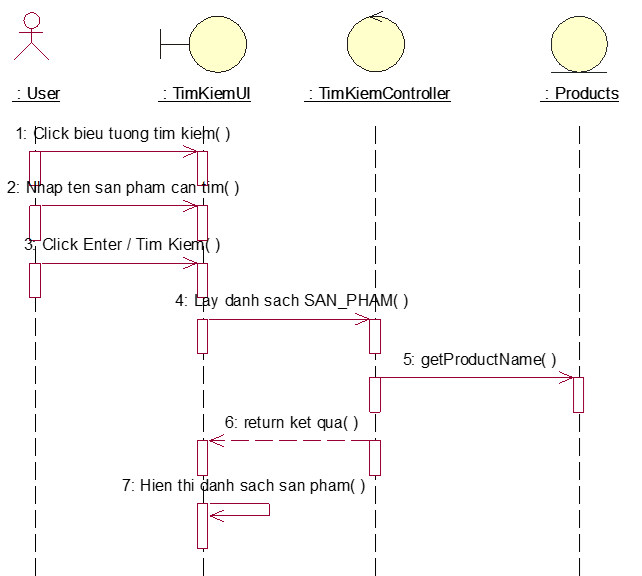 : User
: TimKiemUI
: TimKiemController
: Products
1: Click bieu tuong tim kiem( )
2: Nhap ten san pham can tim( )
3: Click Enter / Tim Kiem( )
4: Lay danh sach SAN_PHAM( )
5: getProductName( )
6: return ket qua( )
7: Hien thi danh sach san pham( )